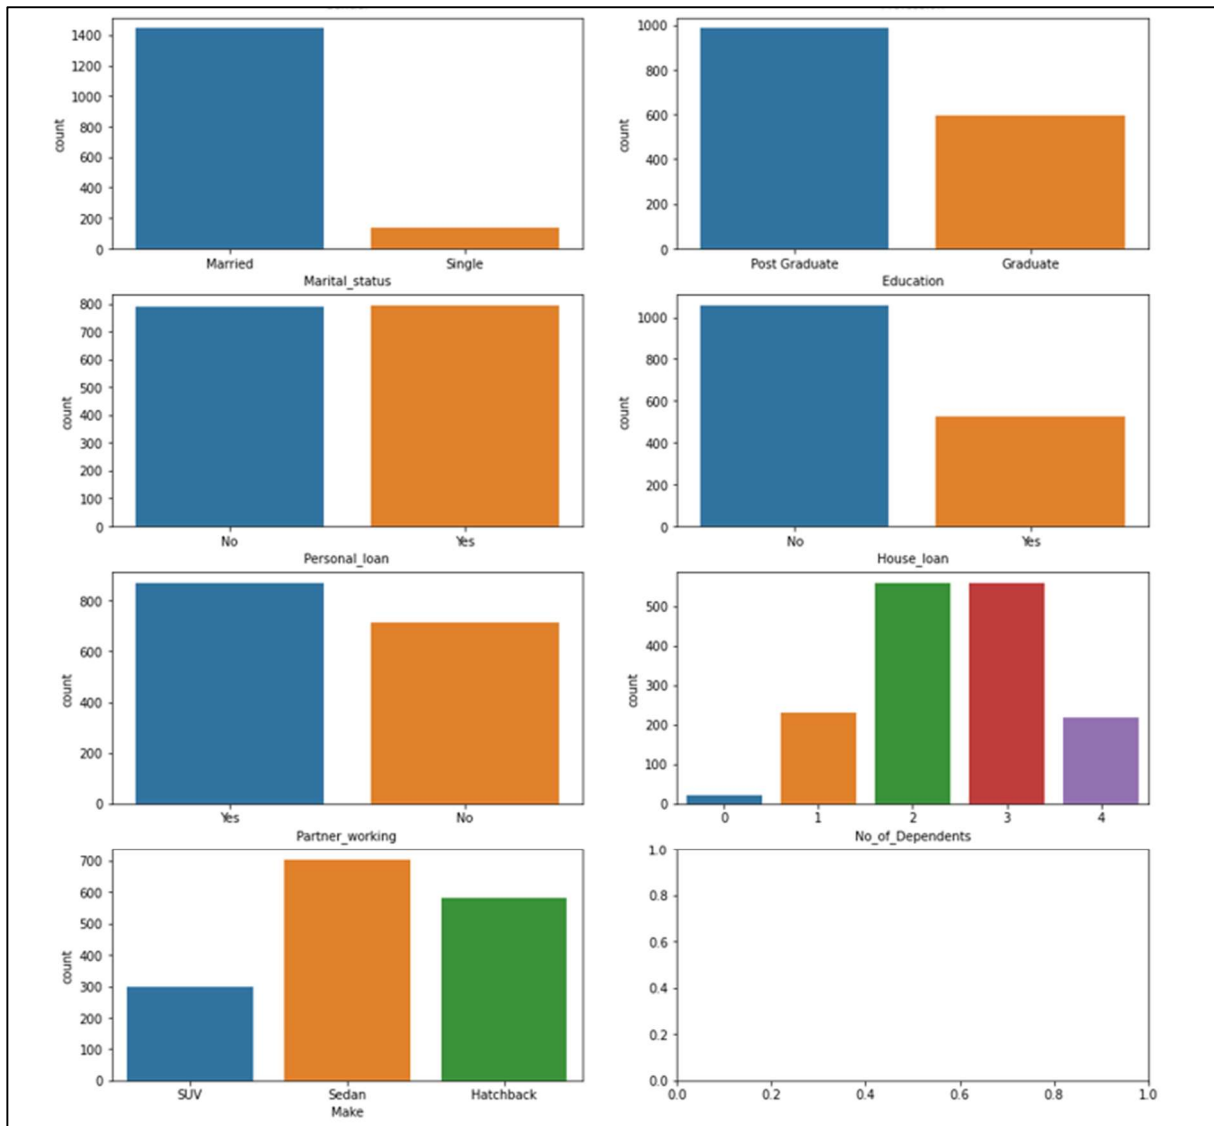 1400
1200
1000
800
600
400
200
0
count
Married Single
Marital_status
1000
800
600
400
200
0
count
Post Graduate Graduate
Education
800
700
600
500
400
300
200
100
0
count
No Yes
Personal_loan
1000
800
600
400
200
0
count
No Yes
House_loan
800
600
400
200
0
count
Yes No
Partner_working
500
400
300
200
100
0
count
0 1 2 3 4
No_of_Dependents
700
600
500
400
300
200
100
0
count
SUV Sedan Hatchback
Make
1.0
0.8
0.6
0.4
0.2
0.0
0.0 0.2 0.4 0.6 0.8 1.0